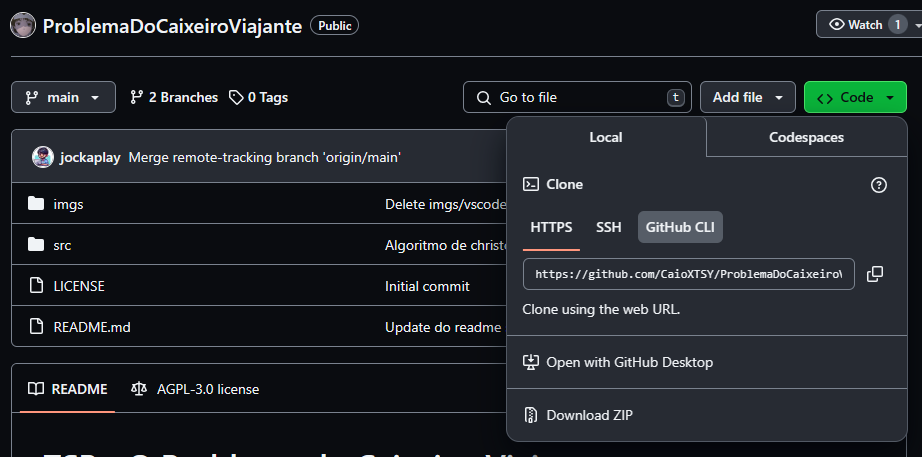 ProblemaDoCaixeiroViajante Public Watch 1
main 2 Branches 0 Tags Go to file t Add file Code
Local Codespaces
jockaplay Merge remote-tracking branch 'origin/main'
Clone
imgs Delete imgs/vscode
HTTPS SSH GitHub CLI
src Algoritmo de christo
https://github.com/CaioXTSY/ProblemaDoCaixeiroV
LICENSE Initial commit
Clone using the web URL.
README.md Update do readme
Open with GitHub Desktop
README AGPL-3.0 license
Download ZIP